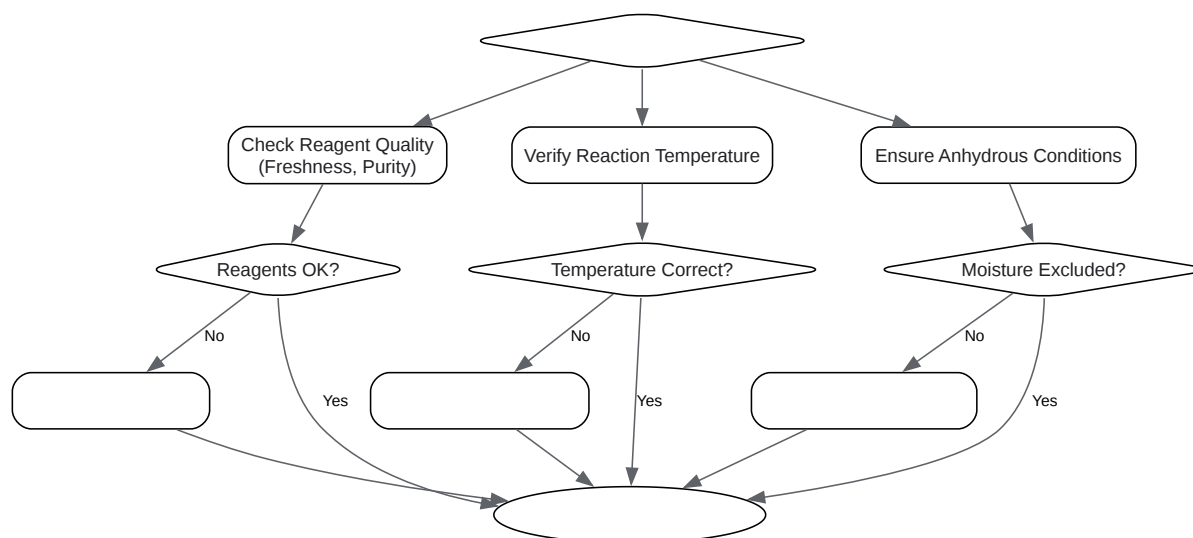 Check Reagent Quality
(Freshness, Purity)
Verify Reaction Temperature
Ensure Anhydrous Conditions
Reagents OK?
Temperature Correct?
Moisture Excluded?
No
No
No
Yes
Yes
Yes